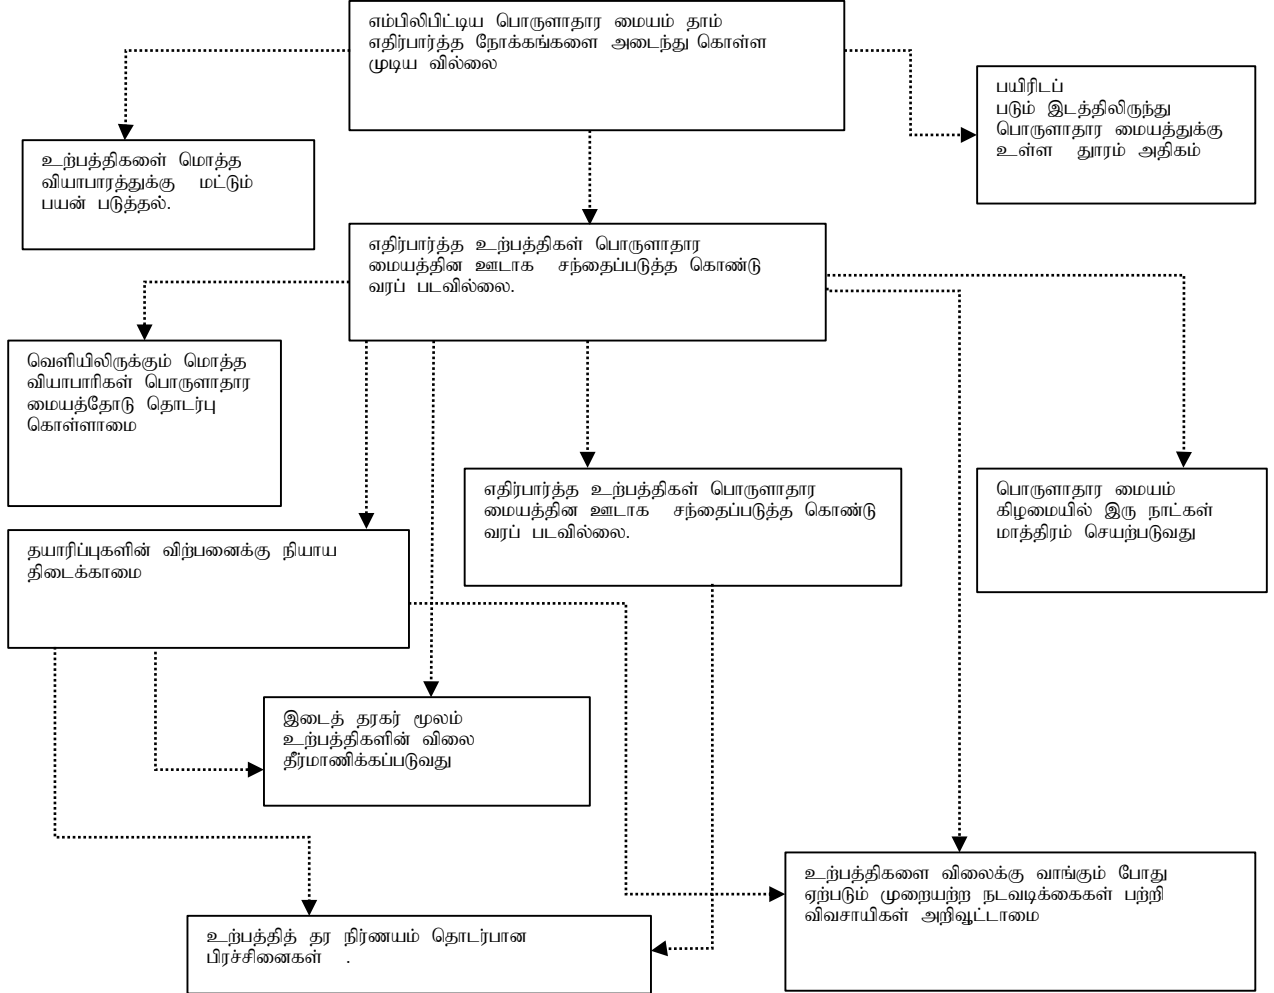 எம்பிலிபிட்டிய பொருளாதார மையம் தாம்
எதிர்பார்த்த நோக்கங்களை அடைந்து கொள்ள
முடிய வில்லை
பயிரிடப்
படும் இடத்திலிருந்து
பொருளாதார மையத்துக்கு
உள்ள துாரம் அதிகம்
உற்பத்திகளை மொத்த
வியாபாரத்துக்கு மட்டும்
பயன் படுத்தல்.
எதிர்பார்த்த உற்பத்திகள் பொருளாதார
மையத்தின ஊடாக சந்தைப்படுத்த கொண்டு
வரப் படவில்லை.
வெளியிலிருக்கும் மொத்த
வியாபாரிகள் பொருளாதார
மையத்தோடு தொடர்பு
கொள்ளாமை
எதிர்பார்த்த உற்பத்திகள் பொருளாதார
மையத்தின ஊடாக சந்தைப்படுத்த கொண்டு
வரப் படவில்லை.
பொருளாதார மையம்
கிழமையில் இரு நாட்கள்
மாத்திரம் செயற்படுவது
தயாரிப்புகளின் விற்பனைக்கு நியாய
திடைக்காமை
இடைத் தரகர் மூலம்
உற்பத்திகளின் விலை
தீர்மாணிக்கப்படுவது
உற்பத்திகளை விலைக்கு வாங்கும் போது
ஏற்படும் முறையற்ற நடவடிக்கைகள் பற்றி
விவசாயிகள் அறிவூட்டாமை
உற்பத்தித் தர நிர்ணயம் தொடர்பான
பிரச்சினைகள் .